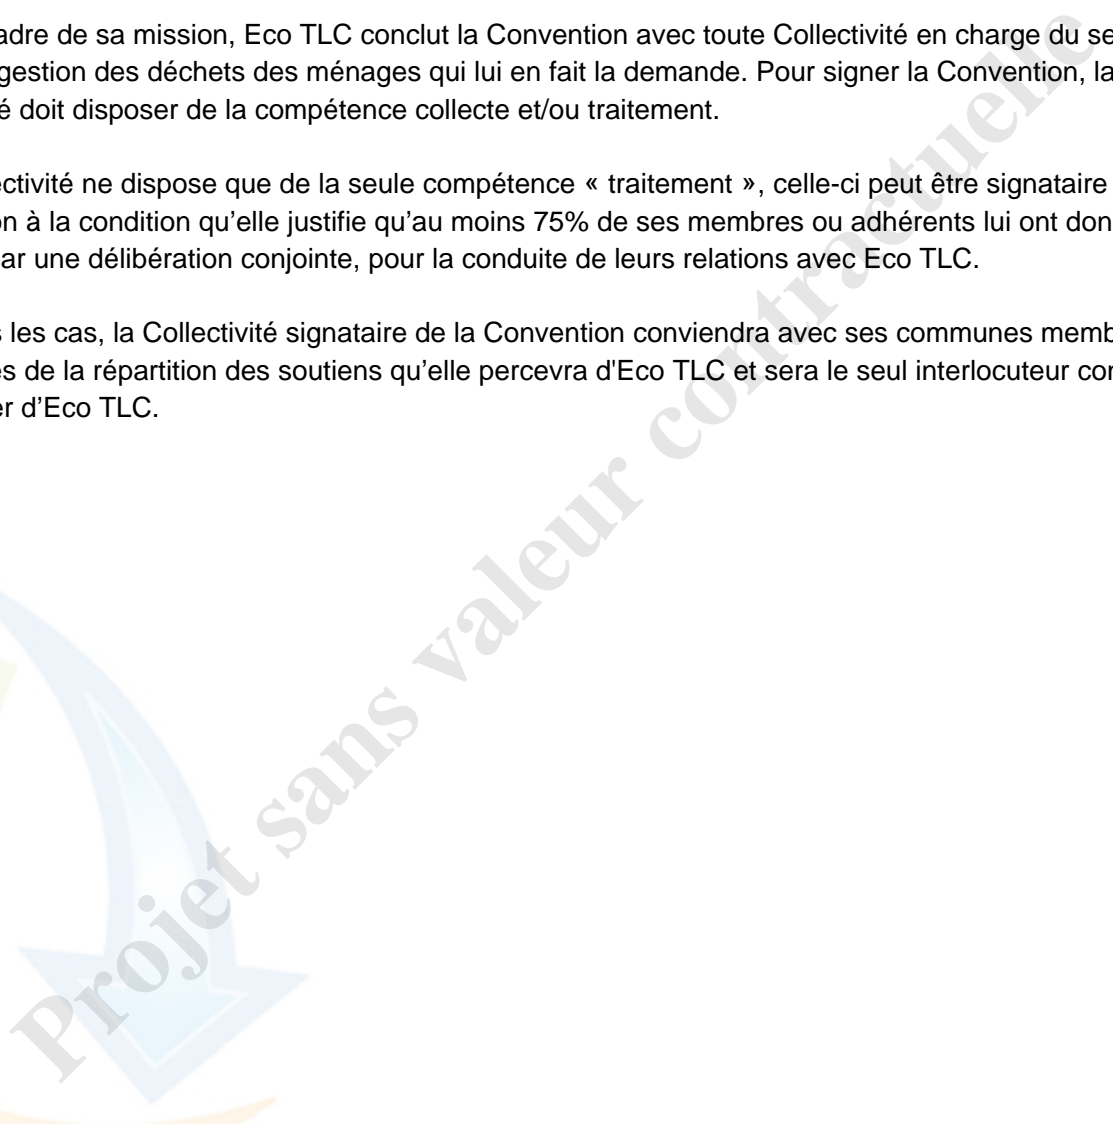 adre de sa mission, Eco TLC conclut la Convention avec toute Collectivité en charge du se
gestion des déchets des ménages qui lui en fait la demande. Pour signer la Convention, la
é doit disposer de la compétence collecte et/ou traitement.
ectivité ne dispose que de la seule compétence « traitement », celle-ci peut être signataire
on à la condition qu’elle justifie qu’au moins 75% de ses membres ou adhérents lui ont don
par une délibération conjointe, pour la conduite de leurs relations avec Eco TLC.
s les cas, la Collectivité signataire de la Convention conviendra avec ses communes memb
es de la répartition des soutiens qu’elle percevra d'Eco TLC et sera le seul interlocuteur con
er d’Eco TLC.
Projet sans valeur contractuelle